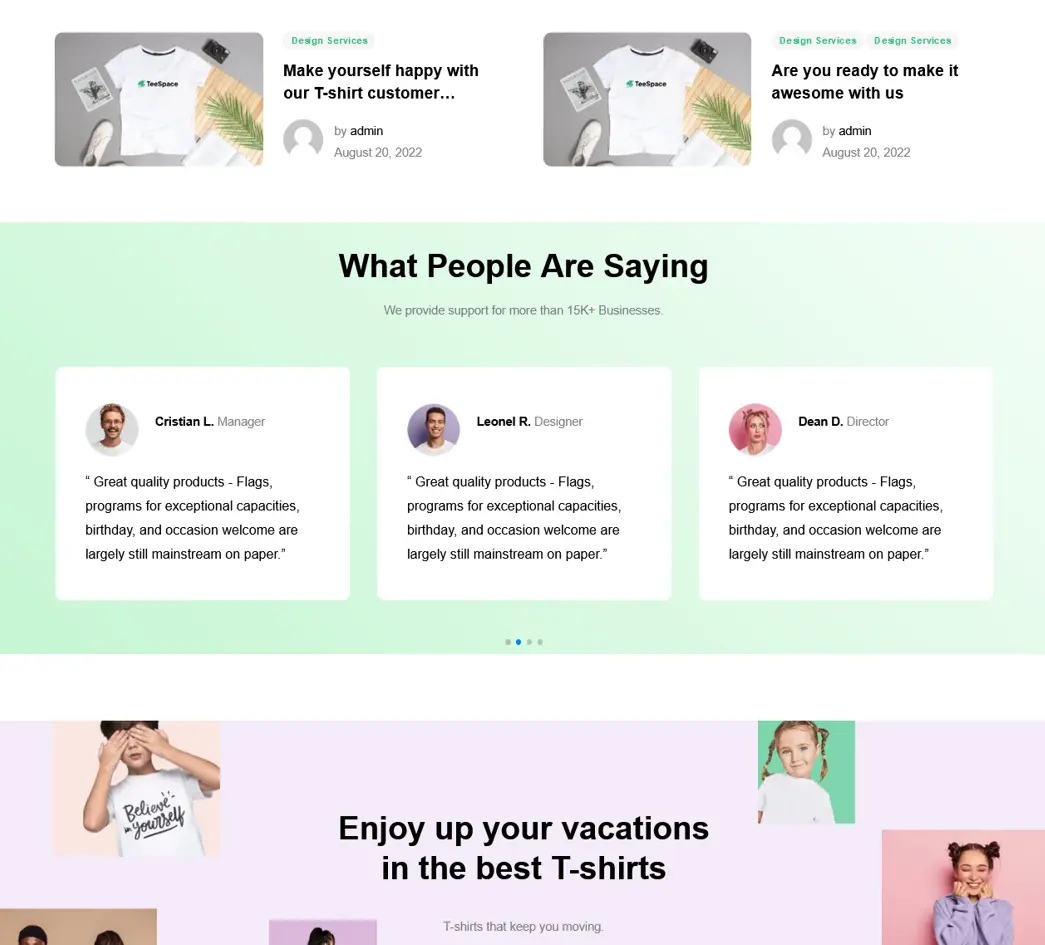 TeeSpace
Design Services
Make yourself happy with
our T-shirt customer...
by admin
August 20, 2022
TeeSpace
Design Services Design Services
Are you ready to make it
awesome with us
by admin
August 20, 2022
What People Are Saying
We provide support for more than 15K+ Businesses.
Cristian L. Manager
“ Great quality products - Flags,
programs for exceptional capacities,
birthday, and occasion welcome are
largely still mainstream on paper.”
Leonel R. Designer
“ Great quality products - Flags,
programs for exceptional capacities,
birthday, and occasion welcome are
largely still mainstream on paper.”
Dean D. Director
“ Great quality products - Flags,
programs for exceptional capacities,
birthday, and occasion welcome are
largely still mainstream on paper.”
Believe
in yourself
Enjoy up your vacations
in the best T-shirts
T-shirts that keep you moving.